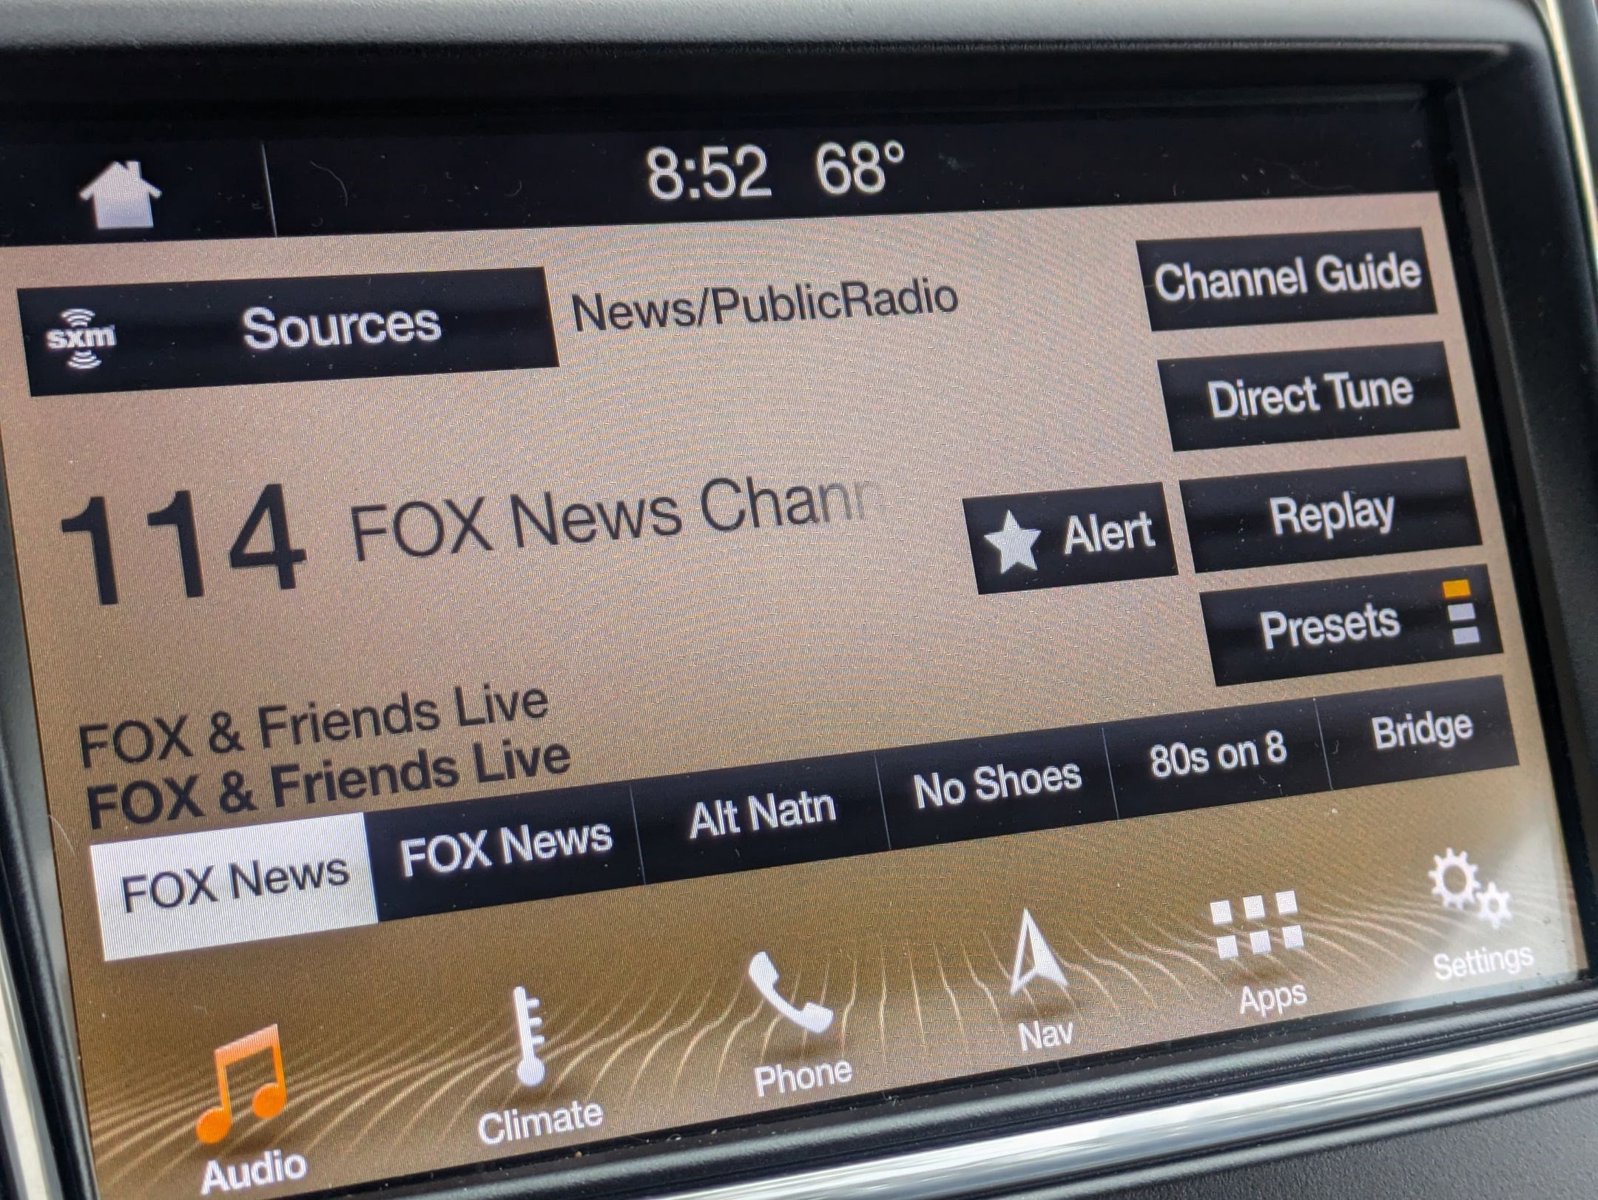 8:52 68°
sxm Sources
News/PublicRadio
Channel Guide
Direct Tune
114 FOX News Chann
Alert
Replay
Presets
FOX & Friends Live
FOX & Friends Live
FOX News FOX News Alt Natn No Shoes 80s on 8 Bridge
Audio Climate Phone Nav Apps Settings